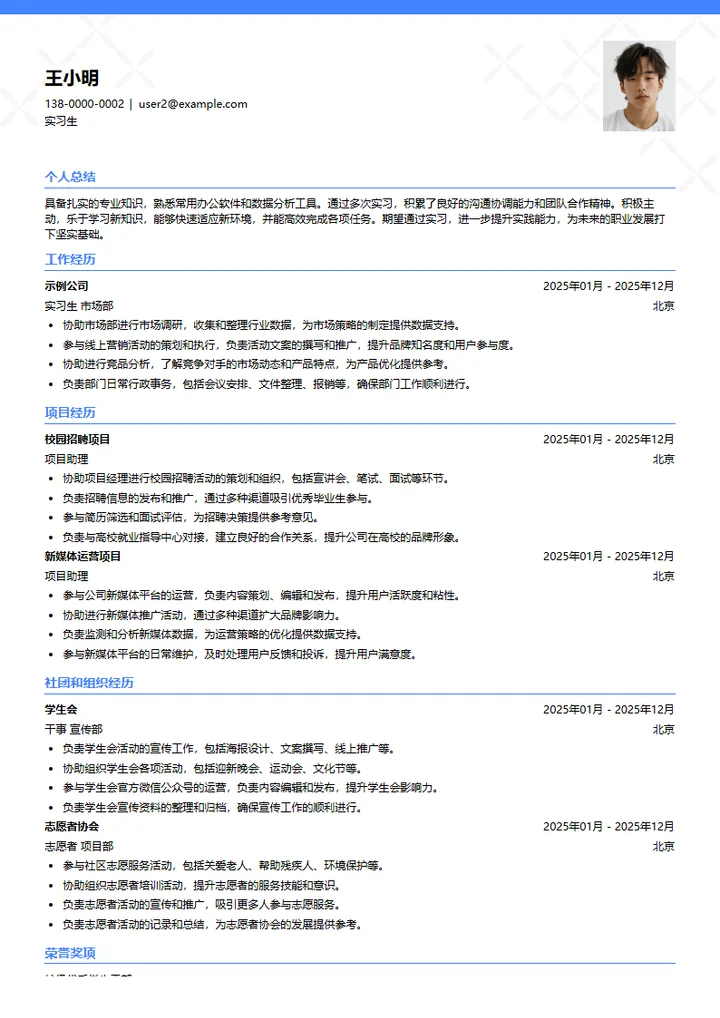 王小明
138-0000-0002 | user2@example.com
实习生
个人总结
具备扎实的专业知识，熟悉常用办公软件和数据分析工具。通过多次实习，积累了良好的沟通协调能力和团队合作精神。积极主
动，乐于学习新知识，能够快速适应新环境，并能高效完成各项任务。期望通过实习，进一步提升实践能力，为未来的职业发展打
下坚实基础。
工作经历
示例公司 2025年01月 - 2025年12月
实习生 市场部 北京
• 协助市场部进行市场调研，收集和整理行业数据，为市场策略的制定提供数据支持。
• 参与线上营销活动的策划和执行，负责活动文案的撰写和推广，提升品牌知名度和用户参与度。
• 协助进行竞品分析，了解竞争对手的市场动态和产品特点，为产品优化提供参考。
• 负责部门日常行政事务，包括会议安排、文件整理、报销等，确保部门工作顺利进行。
项目经历
校园招聘项目 2025年01月 - 2025年12月
项目助理 北京
• 协助项目经理进行校园招聘活动的策划和组织，包括宣讲会、笔试、面试等环节。
• 负责招聘信息的发布和推广，通过多种渠道吸引优秀毕业生参与。
• 参与简历筛选和面试评估，为招聘决策提供参考意见。
• 负责与高校就业指导中心对接，建立良好的合作关系，提升公司在高校的品牌形象。
新媒体运营项目 2025年01月 - 2025年12月
项目助理 北京
• 参与公司新媒体平台的运营，负责内容策划、编辑和发布，提升用户活跃度和粘性。
• 协助进行新媒体推广活动，通过多种渠道扩大品牌影响力。
• 负责监测和分析新媒体数据，为运营策略的优化提供数据支持。
• 参与新媒体平台的日常维护，及时处理用户反馈和投诉，提升用户满意度。
社团和组织经历
学生会 2025年01月 - 2025年12月
干事 宣传部 北京
• 负责学生会活动的宣传工作，包括海报设计、文案撰写、线上推广等。
• 协助组织学生会各项活动，包括迎新晚会、运动会、文化节等。
• 参与学生会官方微信公众号的运营，负责内容编辑和发布，提升学生会影响力。
• 负责学生会宣传资料的整理和归档，确保宣传工作的顺利进行。
志愿者协会 2025年01月 - 2025年12月
志愿者 项目部 北京
• 参与社区志愿服务活动，包括关爱老人、帮助残疾人、环境保护等。
• 协助组织志愿者培训活动，提升志愿者的服务技能和意识。
• 负责志愿者活动的宣传和推广，吸引更多人参与志愿服务。
• 负责志愿者活动的记录和总结，为志愿者协会的发展提供参考。
荣誉奖项